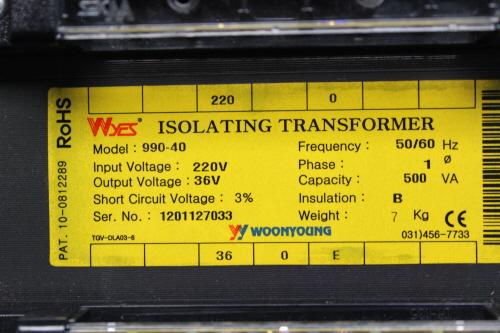 220 0
WYES ISOLATING TRANSFORMER
Model : 990-40 Frequency : 50/60 Hz
Input Voltage : 220V Phase : 1 ø
Output Voltage : 36V Capacity : 500 VA
Short Circuit Voltage : 3% Insulation : B
Ser. No. : 1201127033 Weight : 7 Kg CE
TGV-DLA03-6 WOONYOUNG 031)456-7733
36 0 E
PAT. 10-0812289 RoHS